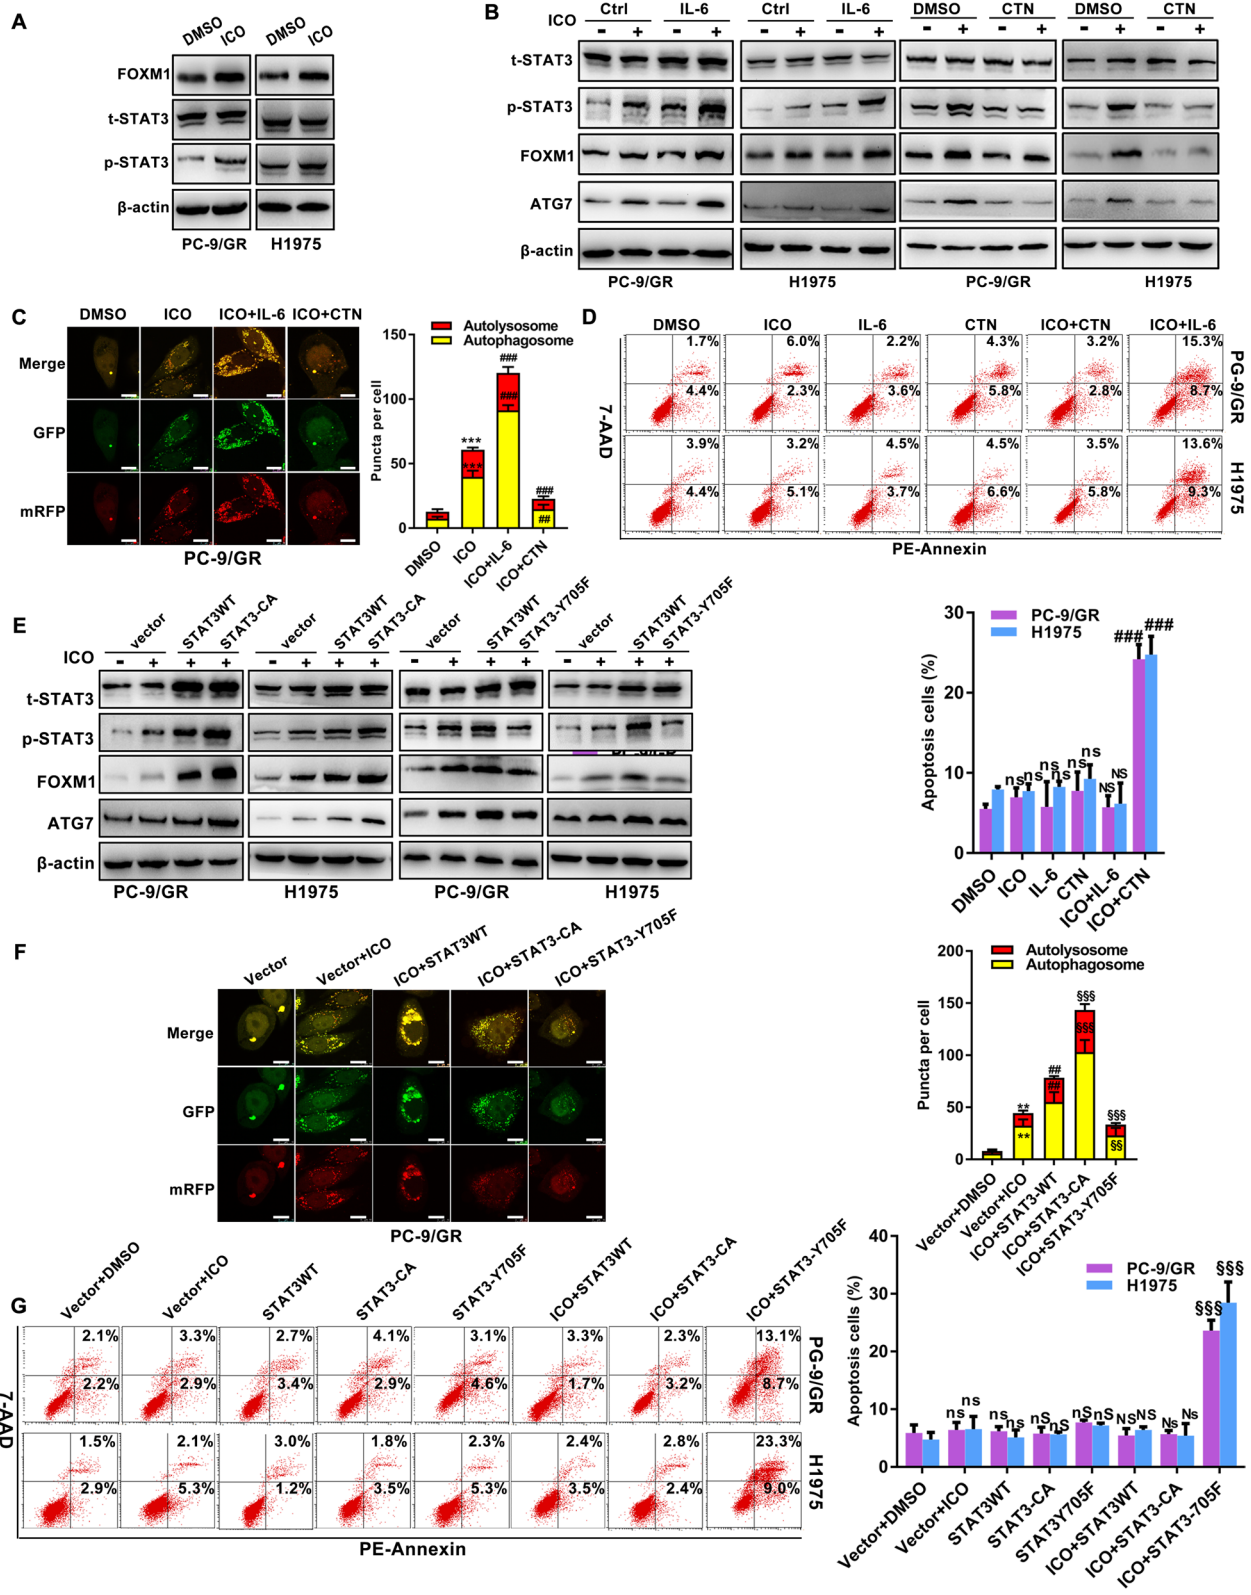 A
DMSO ICO DMSO ICO
FOXM1
t-STAT3
p-STAT3
β-actin
PC-9/GR H1975
B
Ctrl IL-6 Ctrl IL-6 DMSO CTN DMSO CTN
ICO - + - + - + - + - + - + - + - +
t-STAT3
p-STAT3
FOXM1
ATG7
β-actin
PC-9/GR H1975 PC-9/GR H1975
C
DMSO ICO ICO+IL-6 ICO+CTN
Merge
GFP
mRFP
PC-9/GR
Autolysosome
Autophagosome
Puncta per cell
150
100
50
0
***
***
###
###
###
##
DMSO ICO ICO+IL-6 ICO+CTN
D
DMSO ICO IL-6 CTN ICO+CTN ICO+IL-6
1.7% 6.0% 2.2% 4.3% 3.2% 15.3%
4.4% 2.3% 3.6% 5.8% 2.8% 8.7%
PG-9/GR
3.9% 3.2% 4.5% 4.5% 3.5% 13.6%
4.4% 5.1% 3.7% 6.6% 5.8% 9.3%
H1975
7-AAD
PE-Annexin
PC-9/GR
H1975
Apoptosis cells (%)
30
20
10
0
ns ns ns ns ns ns NS NS ### ###
DMSO ICO IL-6 CTN ICO+IL-6 ICO+CTN
E
vector STAT3WT STAT3-CA vector STAT3WT STAT3-CA vector STAT3WT STAT3-Y705F vector STAT3WT STAT3-Y705F
ICO - + + + - + + + - + + + - + + +
t-STAT3
p-STAT3
FOXM1
ATG7
β-actin
PC-9/GR H1975 PC-9/GR H1975
F
Vector Vector+ICO ICO+STAT3WT ICO+STAT3-CA ICO+STAT3-Y705F
Merge
GFP
mRFP
PC-9/GR
Autolysosome
Autophagosome
Puncta per cell
200
150
100
50
0
**
**
##
##
§§§
§§§
§§§
§§
Vector+DMSO Vector+ICO ICO+STAT3-WT ICO+STAT3-CA ICO+STAT3-Y705F
G
Vector+DMSO Vector+ICO STAT3WT STAT3-CA STAT3-Y705F ICO+STAT3WT ICO+STAT3-CA ICO+STAT3-Y705F
2.1% 3.3% 2.7% 4.1% 3.1% 3.3% 2.3% 13.1%
2.2% 2.9% 3.4% 2.9% 4.6% 1.7% 3.2% 8.7%
PG-9/GR
1.5% 2.1% 3.0% 1.8% 2.3% 2.4% 2.8% 23.3%
2.9% 5.3% 1.2% 3.5% 5.3% 3.5% 2.4% 9.0%
H1975
7-AAD
PE-Annexin
PC-9/GR
H1975
Apoptosis cells (%)
40
30
20
10
0
ns ns ns ns nS nS nS nS NS NS Ns Ns §§§ §§§
Vector+DMSO Vector+ICO STAT3WT STAT3-CA STAT3Y705F ICO+STAT3WT ICO+STAT3-CA ICO+STAT3-705F